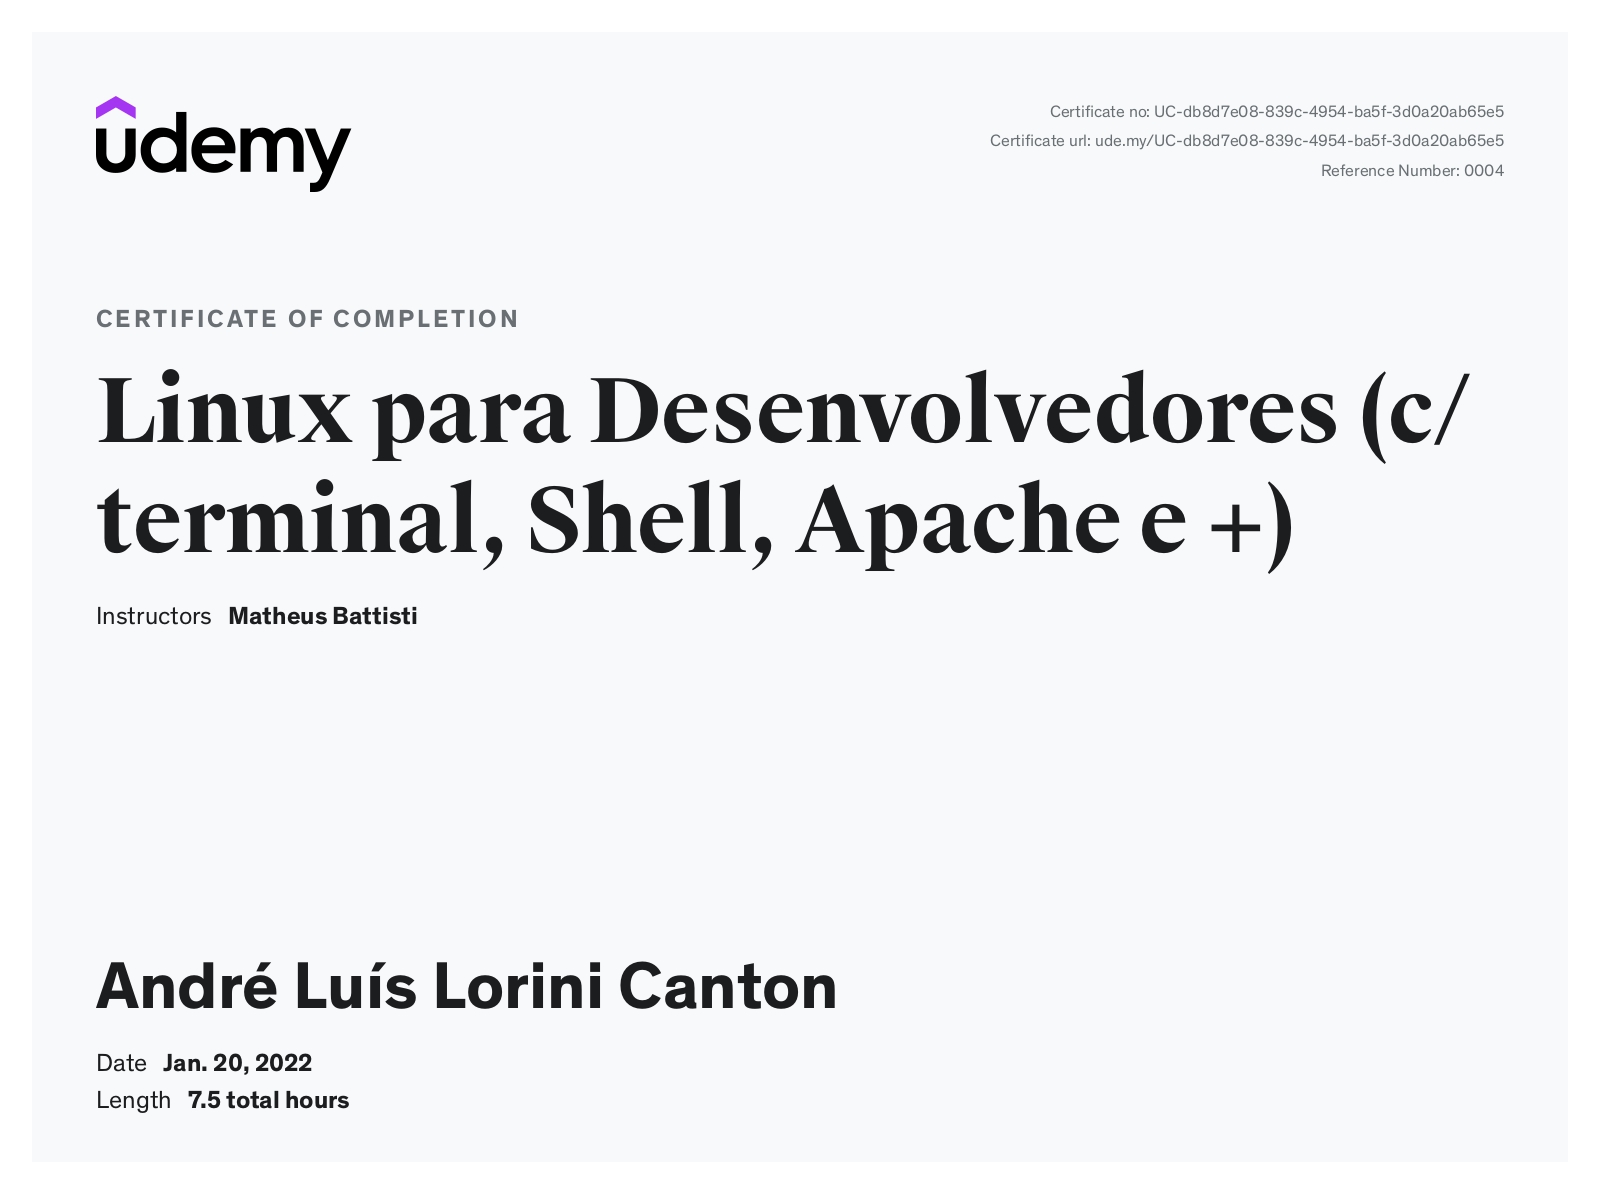 udemy
Certificate no: UC-db8d7e08-839c-4954-ba5f-3d0a20ab65e5
Certificate url: ude.my/UC-db8d7e08-839c-4954-ba5f-3d0a20ab65e5
Reference Number: 0004
CERTIFICATE OF COMPLETION
Linux para Desenvolvedores (c/
terminal, Shell, Apache e +)
Instructors Matheus Battisti
André Luís Lorini Canton
Date Jan. 20, 2022
Length 7.5 total hours